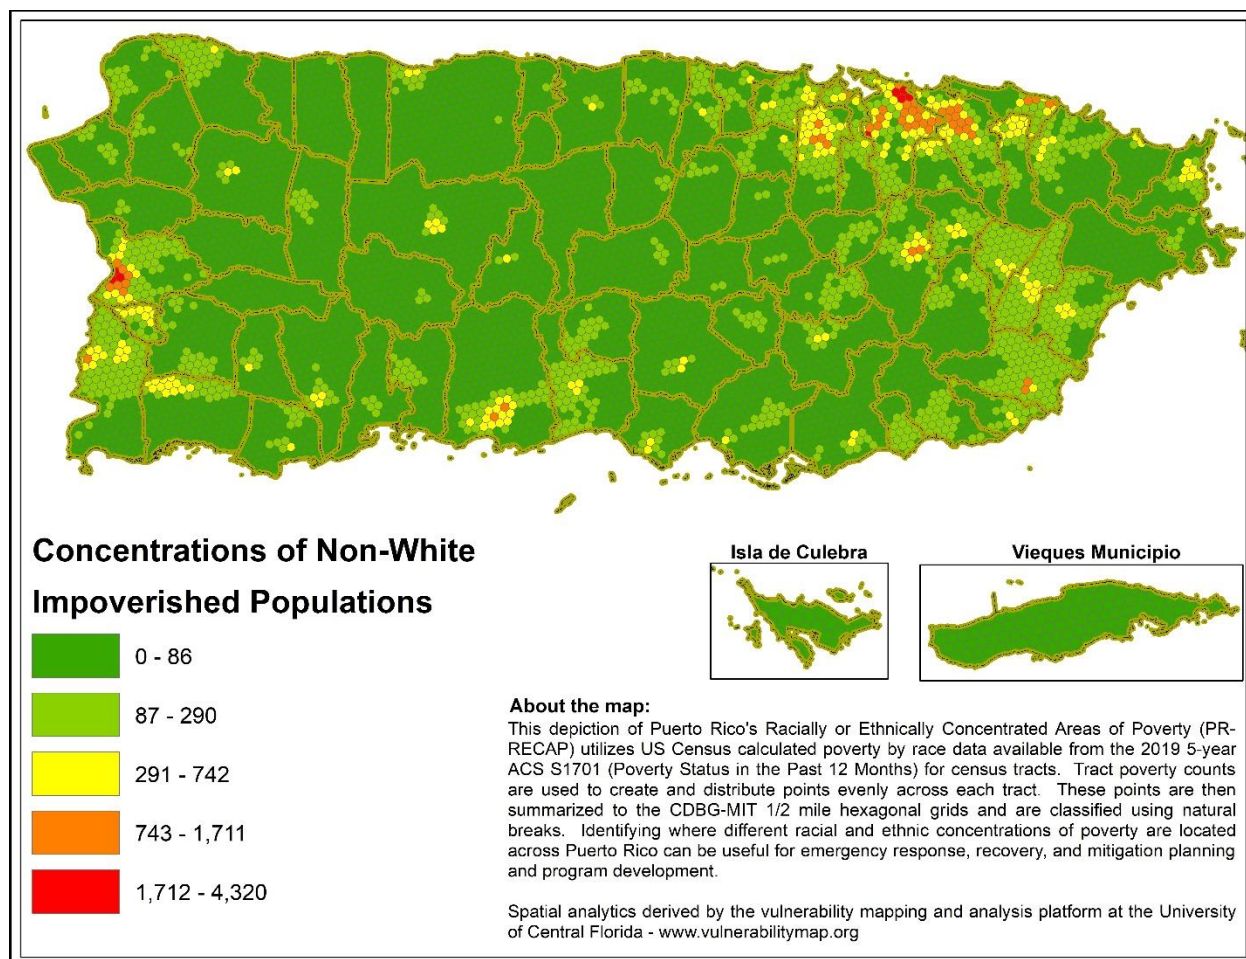 Concentrations of Non-White
Impoverished Populations
0 - 86
87 - 290
291 - 742
743 - 1,711
1,712 - 4,320
Isla de Culebra
Vieques Municipio
About the map:
This depiction of Puerto Rico's Racially or Ethnically Concentrated Areas of Poverty (PR-
RECAP) utilizes US Census calculated poverty by race data available from the 2019 5-year
ACS S1701 (Poverty Status in the Past 12 Months) for census tracts. Tract poverty counts
are used to create and distribute points evenly across each tract. These points are then
summarized to the CDBG-MIT 1/2 mile hexagonal grids and are classified using natural
breaks. Identifying where different racial and ethnic concentrations of poverty are located
across Puerto Rico can be useful for emergency response, recovery, and mitigation planning
and program development.
Spatial analytics derived by the vulnerability mapping and analysis platform at the University
of Central Florida - www.vulnerabilitymap.org